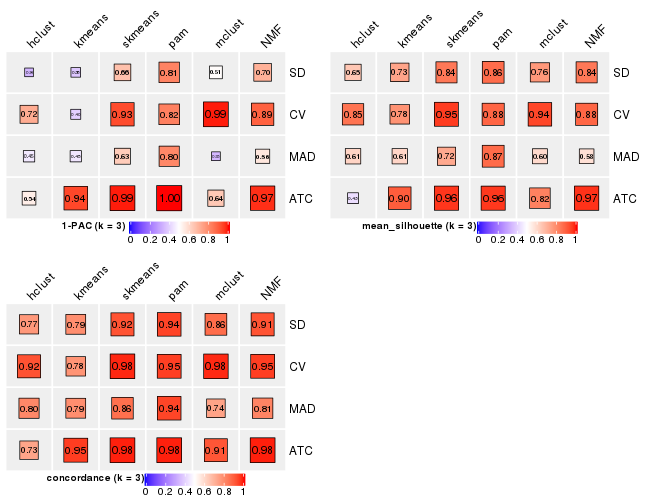 hclust kmeans skmeans pam mclust NMF
0.66 0.81 0.51 0.70 SD
0.72 0.93 0.82 0.99 0.89 CV
0.63 0.80 0.56 MAD
0.54 0.94 0.99 1.00 0.64 0.97 ATC
1-PAC (k = 3)
0 0.2 0.4 0.6 0.8 1
hclust kmeans skmeans pam mclust NMF
0.65 0.73 0.84 0.86 0.76 0.84 SD
0.85 0.78 0.95 0.88 0.94 0.88 CV
0.61 0.61 0.72 0.87 0.60 0.58 MAD
0.90 0.96 0.96 0.82 0.97 ATC
mean_silhouette (k = 3)
0 0.2 0.4 0.6 0.8 1
hclust kmeans skmeans pam mclust NMF
0.77 0.79 0.92 0.94 0.86 0.91 SD
0.92 0.78 0.98 0.95 0.98 0.95 CV
0.80 0.79 0.86 0.94 0.74 0.81 MAD
0.73 0.95 0.98 0.98 0.91 0.98 ATC
concordance (k = 3)
0 0.2 0.4 0.6 0.8 1